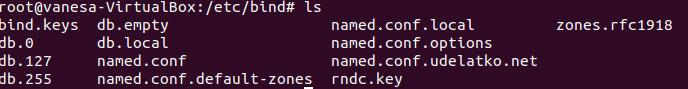 root@vanesa-VirtualBox:/etc/bind# ls
bind.keys  db.empty                  named.conf.local         zones.rfc1918
db.0       db.local                  named.conf.options
db.127     named.conf                named.conf.udelatko.net
db.255     named.conf.default-zones  rndc.key